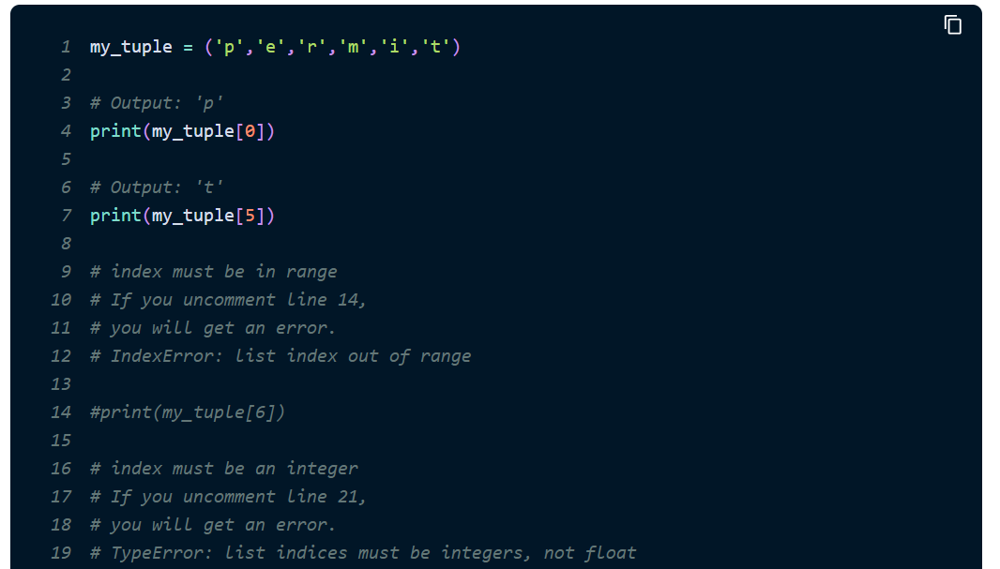 1 my_tuple = ('p','e','r','m','i','t')
2
3 # Output: 'p'
4 print(my_tuple[0])
5
6 # Output: 't'
7 print(my_tuple[5])
8
9 # index must be in range
10 # If you uncomment line 14,
11 # you will get an error.
12 # IndexError: list index out of range
13
14 #print(my_tuple[6])
15
16 # index must be an integer
17 # If you uncomment line 21,
18 # you will get an error.
19 # TypeError: list indices must be integers, not float